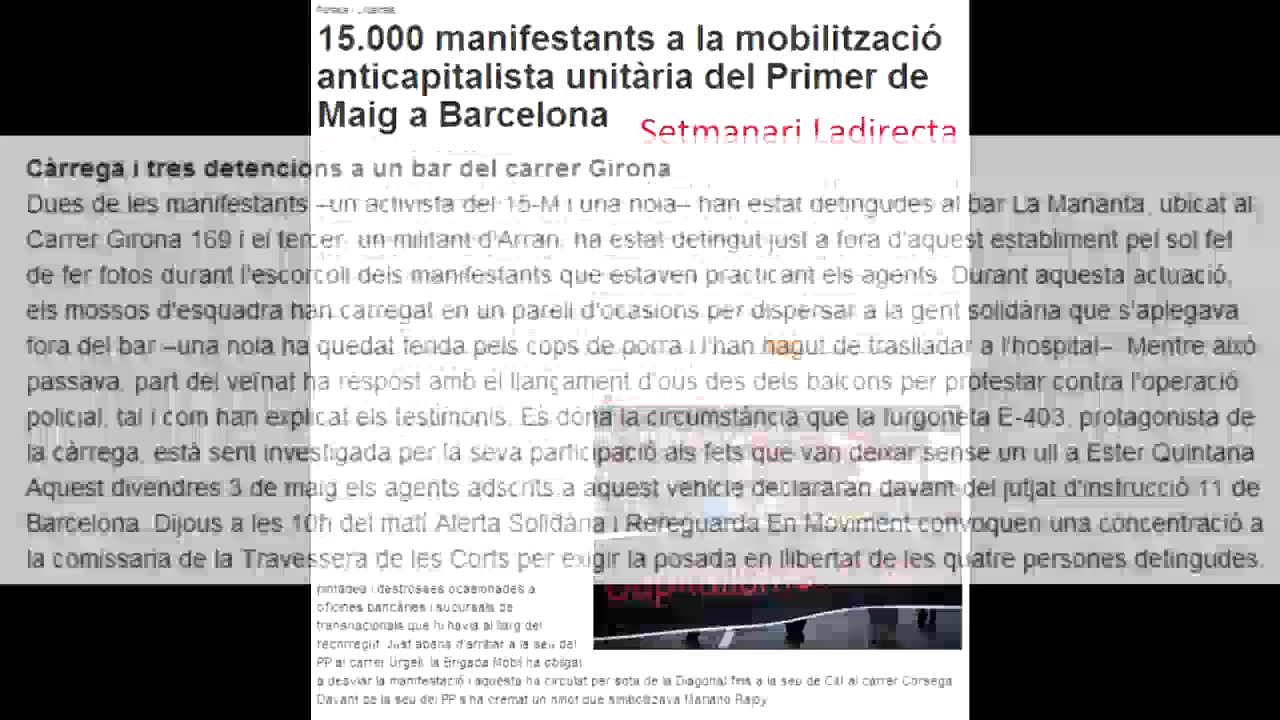 15.000 manifestants a la mobilització
anticapitalista unitària del Primer de
Maig a Barcelona
Setmanari Ladirecta
Càrrega i tres detencions a un bar del carrer Girona
Dues de les manifestants –un activista del 15-M i una noia– han estat detingudes al bar La Mananta, ubicat al
Carrer Girona 169 i el tercer, un militant d'Arran, ha estat detingut just a fora d'aquest establiment pel sol fet
de fer fotos durant l'escorcoll dels manifestants que estaven practicant els agents. Durant aquesta actuació,
els mossos d'esquadra han carregat en un parell d'ocasions per dispersar a la gent solidària que s'aplegava
fora del bar –una noia ha quedat ferida pels cops de porra i l'han hagut de traslladar a l'hospital–. Mentre això
passava, part del veïnat ha respost amb el llançament d'ous des dels balcons per protestar contra l'operació
policial, tal i com han explicat els testimonis. Es dóna la circumstància que la furgoneta E-403, protagonista de
la càrrega, està sent investigada per la seva participació als fets que van deixar sense un ull a Ester Quintana
Aquest divendres 3 de maig els agents adscrits a aquest vehicle declararan davant del jutjat d'instrucció 11 de
Barcelona. Dijous a les 10h del matí Alerta Solidària i Rereguarda En Moviment convoquen una concentració a
la comissaria de la Travessera de les Corts per exigir la posada en llibertat de les quatre persones detingudes.
pintades i destrosses ocasionades a
oficines bancàries i sucursals de
transnacionals que hi havia al llarg del
recorregut. Just abans d'arribar a la seu del
PP al carrer Urgell, la Brigada Mòbil ha obligat
a desviar la manifestació i aquesta ha circulat per sota de la Diagonal fins a la seu de CiU al carrer Còrsega
Davant de la seu del PP s'ha cremat un ninot que simbolitzava Mariano Rajoy